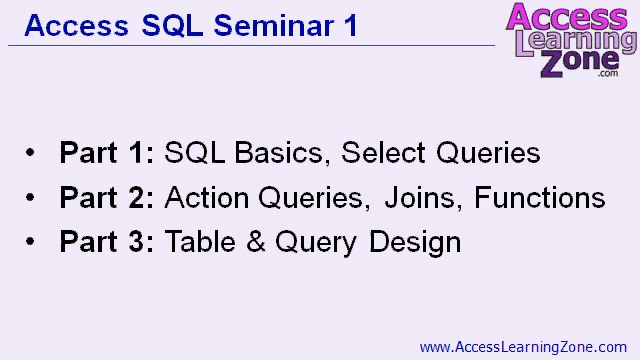 Access SQL Seminar 1
Access
Learning
Zone
.com
• Part 1: SQL Basics, Select Queries
• Part 2: Action Queries, Joins, Functions
• Part 3: Table & Query Design
www.AccessLearningZone.com